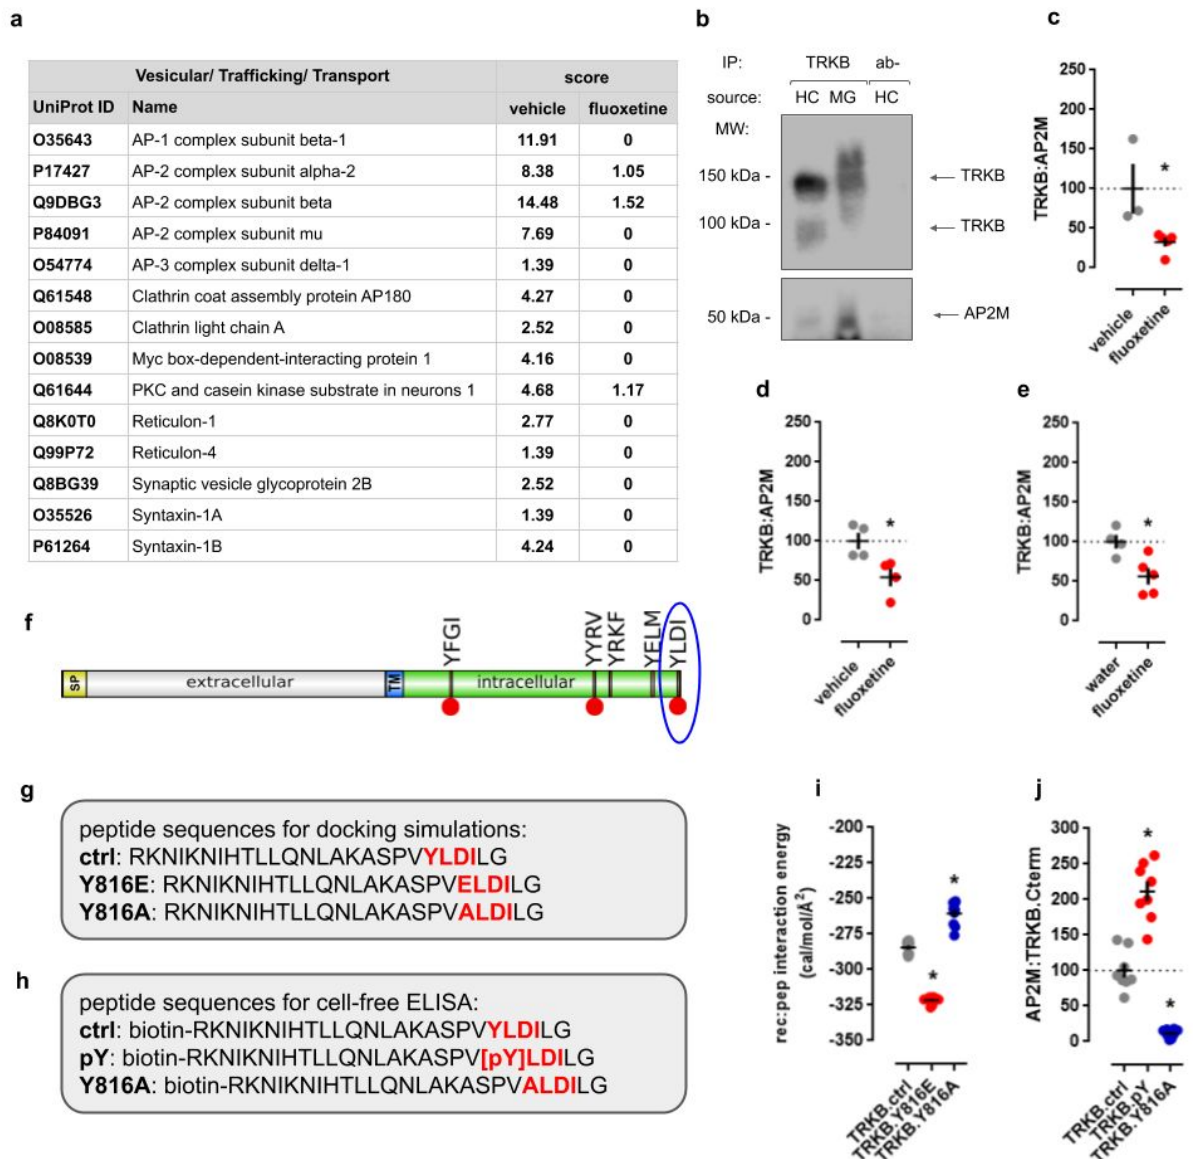 a
Vesicular/ Trafficking/ Transport score
UniProt ID Name vehicle fluoxetine
O35643 AP-1 complex subunit beta-1 11.91 0
P17427 AP-2 complex subunit alpha-2 8.38 1.05
Q9DBG3 AP-2 complex subunit beta 14.48 1.52
P84091 AP-2 complex subunit mu 7.69 0
O54774 AP-3 complex subunit delta-1 1.39 0
Q61548 Clathrin coat assembly protein AP180 4.27 0
O08585 Clathrin light chain A 2.52 0
O08539 Myc box-dependent-interacting protein 1 4.16 0
Q61644 PKC and casein kinase substrate in neurons 1 4.68 1.17
Q8K0T0 Reticulon-1 2.77 0
Q99P72 Reticulon-4 1.39 0
Q8BG39 Synaptic vesicle glycoprotein 2B 2.52 0
O35526 Syntaxin-1A 1.39 0
P61264 Syntaxin-1B 4.24 0
b
IP: TRKB ab-
source: HC MG HC
MW:
150 kDa - TRKB
100 kDa - TRKB
50 kDa - AP2M
c
TRKB:AP2M
250
200
150
100
50
0
*
vehicle
fluoxetine
d
TRKB:AP2M
250
200
150
100
50
0
*
vehicle
fluoxetine
e
TRKB:AP2M
250
200
150
100
50
0
*
water
fluoxetine
f
YFGI YYRV YRKF YELM YLDI
SP extracellular TM intracellular
g
peptide sequences for docking simulations:
ctrl: RKNIKNIHTLLQNLAKASPVYLDILG
Y816E: RKNIKNIHTLLQNLAKASPVELDILG
Y816A: RKNIKNIHTLLQNLAKASPVALDILG
h
peptide sequences for cell-free ELISA:
ctrl: biotin-RKNIKNIHTLLQNLAKASPVYLDILG
pY: biotin-RKNIKNIHTLLQNLAKASPV[pY]LDILG
Y816A: biotin-RKNIKNIHTLLQNLAKASPVALDILG
i
rec:pep interaction energy
(cal/mol/Å²)
-200
-225
-250
-275
-300
-325
-350
*
*
TRKB.ctrl
TRKB.Y816E
TRKB.Y816A
j
AP2M:TRKB.Cterm
300
250
200
150
100
50
0
*
*
TRKB.ctrl
TRKB.pY
TRKB.Y816A